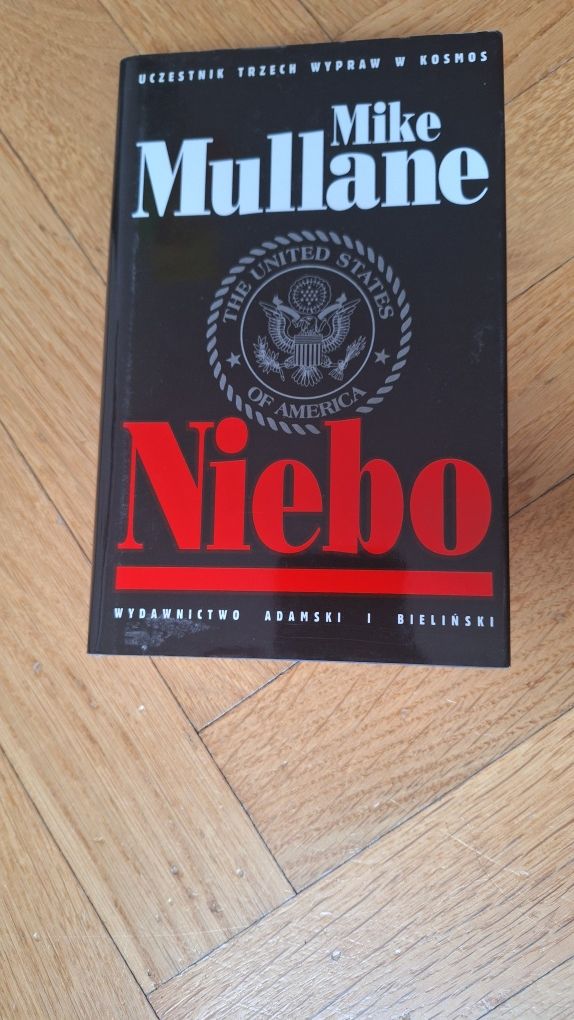 UCZESTNIK TRZECH WYPRAW W KOSMOS
Mike
Mullane
THE UNITED STATES
OF AMERICA
Niebo
WYDAWNICTWO ADAMSKI I BIELIŃSKI